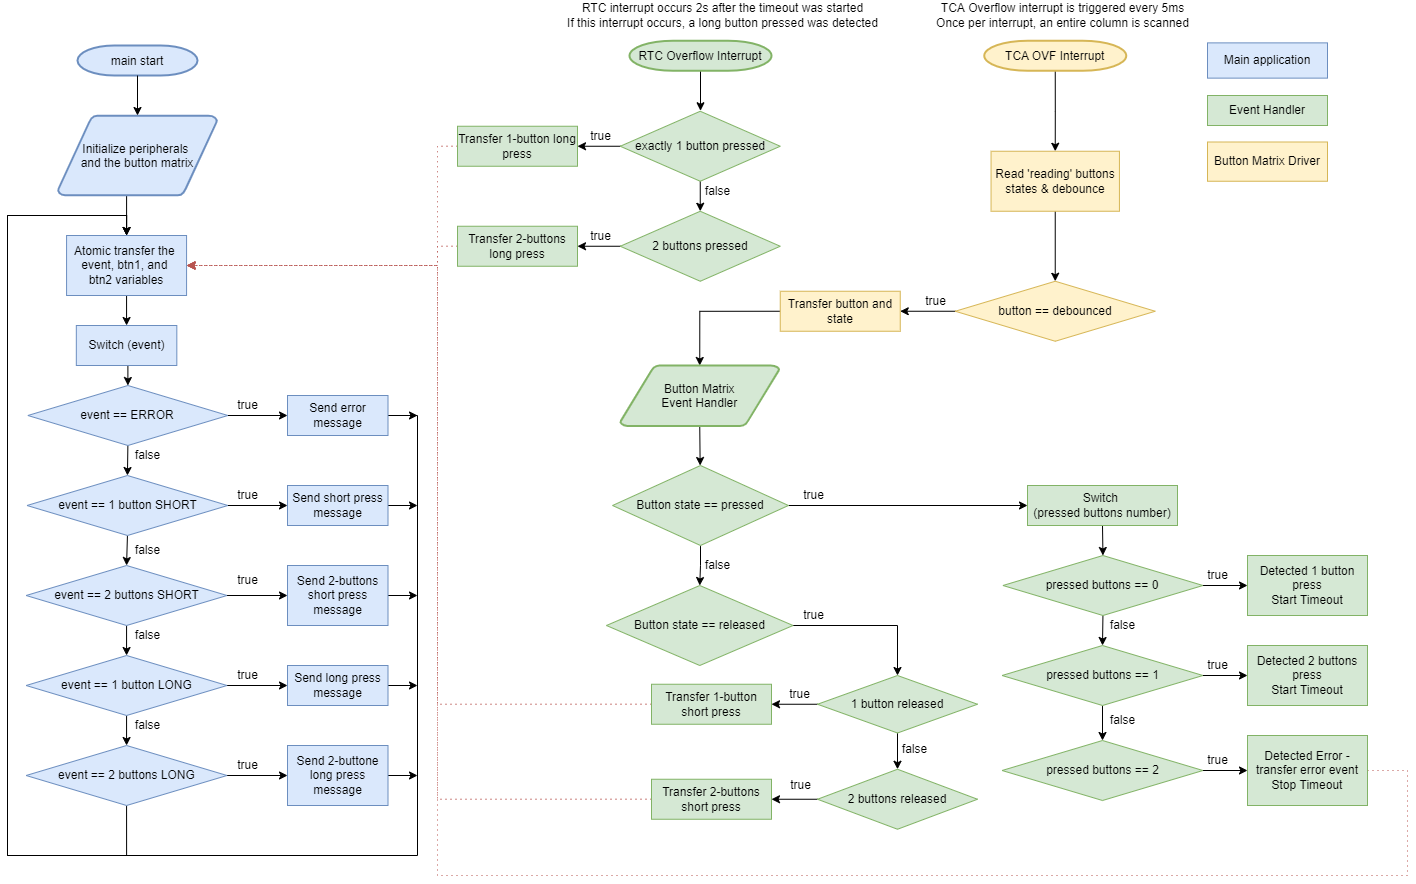 RTC interrupt occurs 2s after the timeout was started
If this interrupt occurs, a long button pressed was detected
TCA Overflow interrupt is triggered every 5ms
Once per interrupt, an entire column is scanned
main start
Initialize peripherals
and the button matrix
Atomic transfer the
event, btn1, and
btn2 variables
Switch (event)
event == ERROR
true
Send error
message
false
event == 1 button SHORT
true
Send short press
message
false
event == 2 buttons SHORT
true
Send 2-buttons
short press
message
false
event == 1 button LONG
true
Send long press
message
false
event == 2 buttons LONG
true
Send 2-buttone
long press
message
RTC Overflow Interrupt
exactly 1 button pressed
true
Transfer 1-button long
press
false
2 buttons pressed
true
Transfer 2-buttons
long press
TCA OVF Interrupt
Read 'reading' buttons
states & debounce
button == debounced
true
Transfer button and
state
Button Matrix
Event Handler
Button state == pressed
true
false
Button state == released
true
1 button released
true
Transfer 1-button
short press
false
2 buttons released
true
Transfer 2-buttons
short press
Switch
(pressed buttons number)
pressed buttons == 0
true
Detected 1 button
press
Start Timeout
false
pressed buttons == 1
true
Detected 2 buttons
press
Start Timeout
false
pressed buttons == 2
true
Detected Error -
transfer error event
Stop Timeout
Main application
Event Handler
Button Matrix Driver